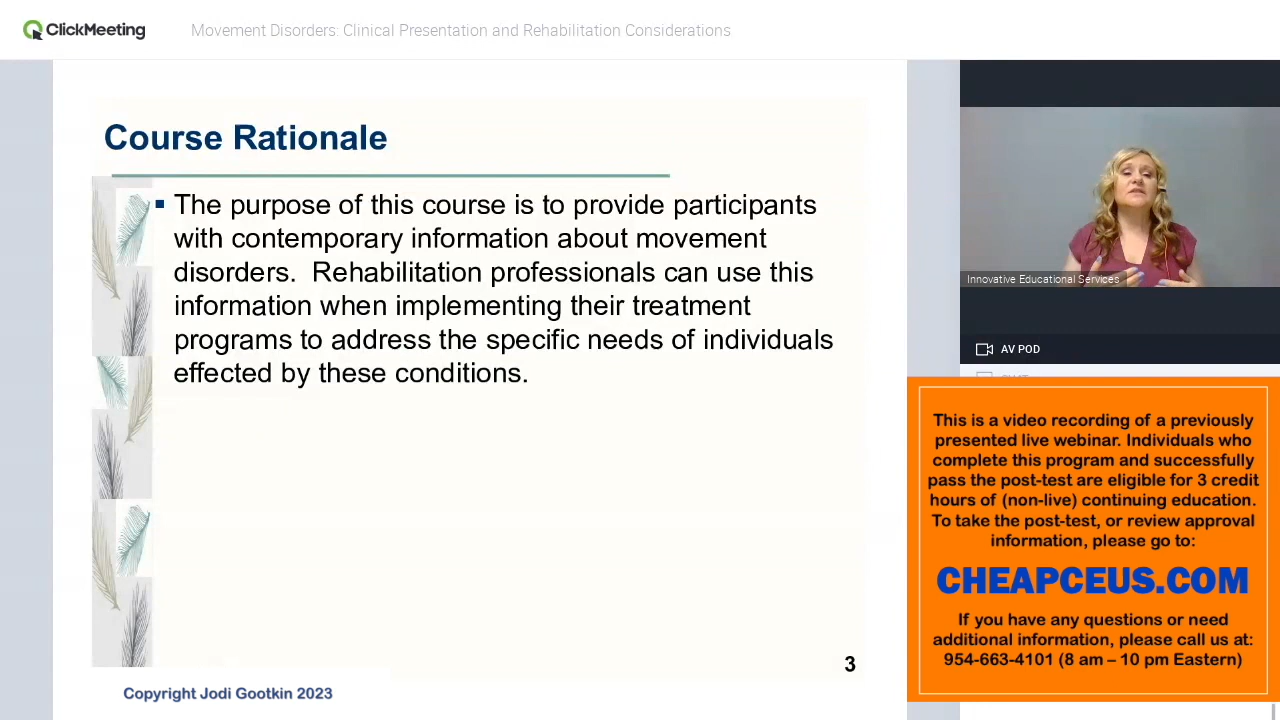 ClickMeeting
Movement Disorders: Clinical Presentation and Rehabilitation Considerations
Course Rationale
The purpose of this course is to provide participants
with contemporary information about movement
disorders.  Rehabilitation professionals can use this
information when implementing their treatment
programs to address the specific needs of individuals
effected by these conditions.
3
Copyright Jodi Gootkin 2023
Innovative Educational Services
AV POD
This is a video recording of a previously
presented live webinar. Individuals who
complete this program and successfully
pass the post-test are eligible for 3 credit
hours of (non-live) continuing education.
To take the post-test, or review approval
information, please go to:
CHEAPCEUS.COM
If you have any questions or need
additional information, please call us at:
954-663-4101 (8 am – 10 pm Eastern)